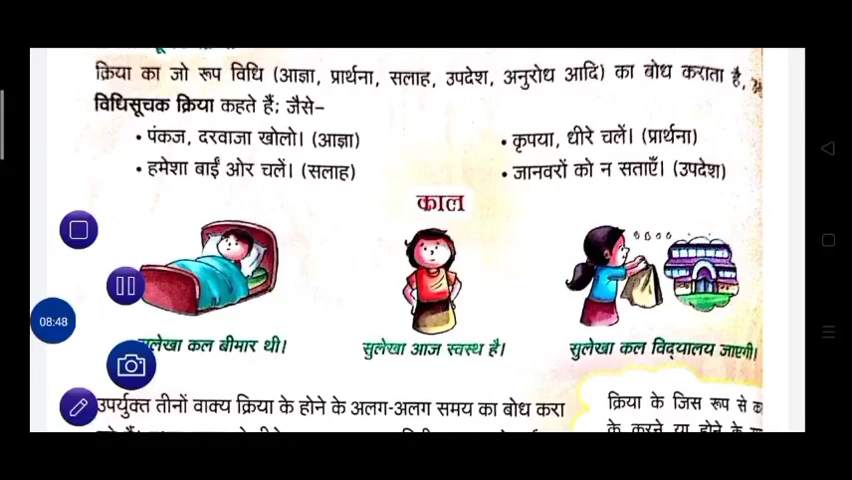 क्रिया का जो रूप विधि (आज्ञा, प्रार्थना, सलाह, उपदेश, अनुरोध आदि) का बोध कराता है,
विधिसूचक क्रिया कहते हैं; जैसे–
• पंकज, दरवाजा खोलो। (आज्ञा)
• कृपया, धीरे चलें। (प्रार्थना)
• हमेशा बाईं ओर चलें। (सलाह)
• जानवरों को न सताएँ। (उपदेश)
काल
08:48
सुलेखा कल बीमार थी।
सुलेखा आज स्वस्थ है।
सुलेखा कल विद्यालय जाएगी।
उपर्युक्त तीनों वाक्य क्रिया के होने के अलग-अलग समय का बोध करा
क्रिया के जिस रूप से
के करने या होने के